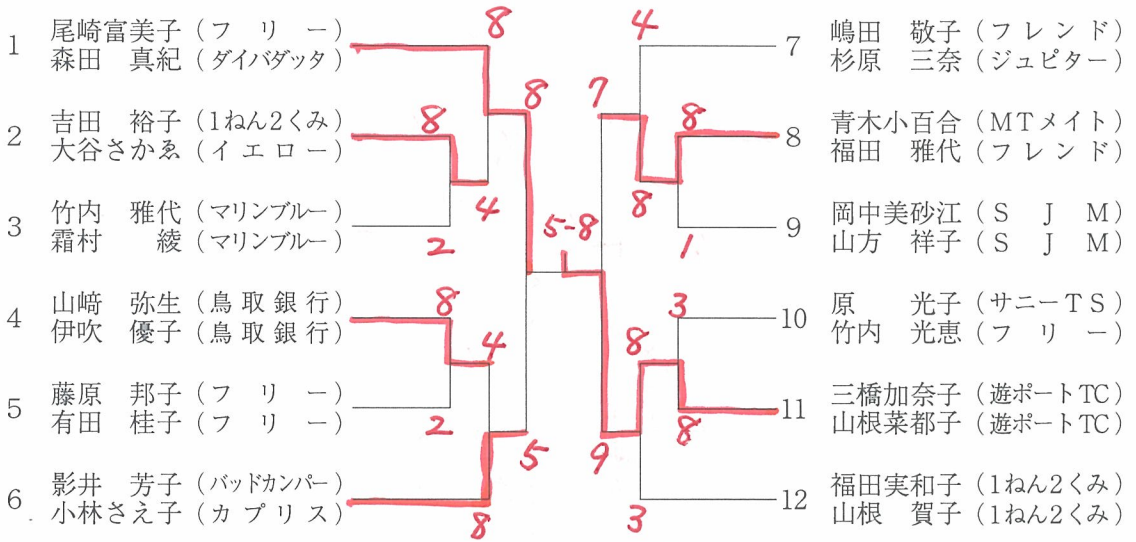 1 尾崎富美子（フリー）
森田 真紀（ダイバダッタ）
2 吉田 裕子（1ねん2くみ）
大谷さかゑ（イエロー）
3 竹内 雅代（マリンブルー）
霜村 綾（マリンブルー）
4 山﨑 弥生（鳥取銀行）
伊吹 優子（鳥取銀行）
5 藤原 邦子（フリー）
有田 桂子（フリー）
6 影井 芳子（バッドカンパー）
小林さえ子（カプリス）
8
8
8
4
2
5-8
8
4
2
5
8
4
7
8
8
1
3
8
8
9
3
7 嶋田 敬子（フレンド）
杉原 三奈（ジュピター）
8 青木小百合（MTメイト）
福田 雅代（フレンド）
9 岡中美砂江（SJM）
山方 祥子（SJM）
10 原 光子（サニーTS）
竹内 光恵（フリー）
11 三橋加奈子（遊ポートTC）
山根菜都子（遊ポートTC）
12 福田実和子（1ねん2くみ）
山根 賀子（1ねん2くみ）